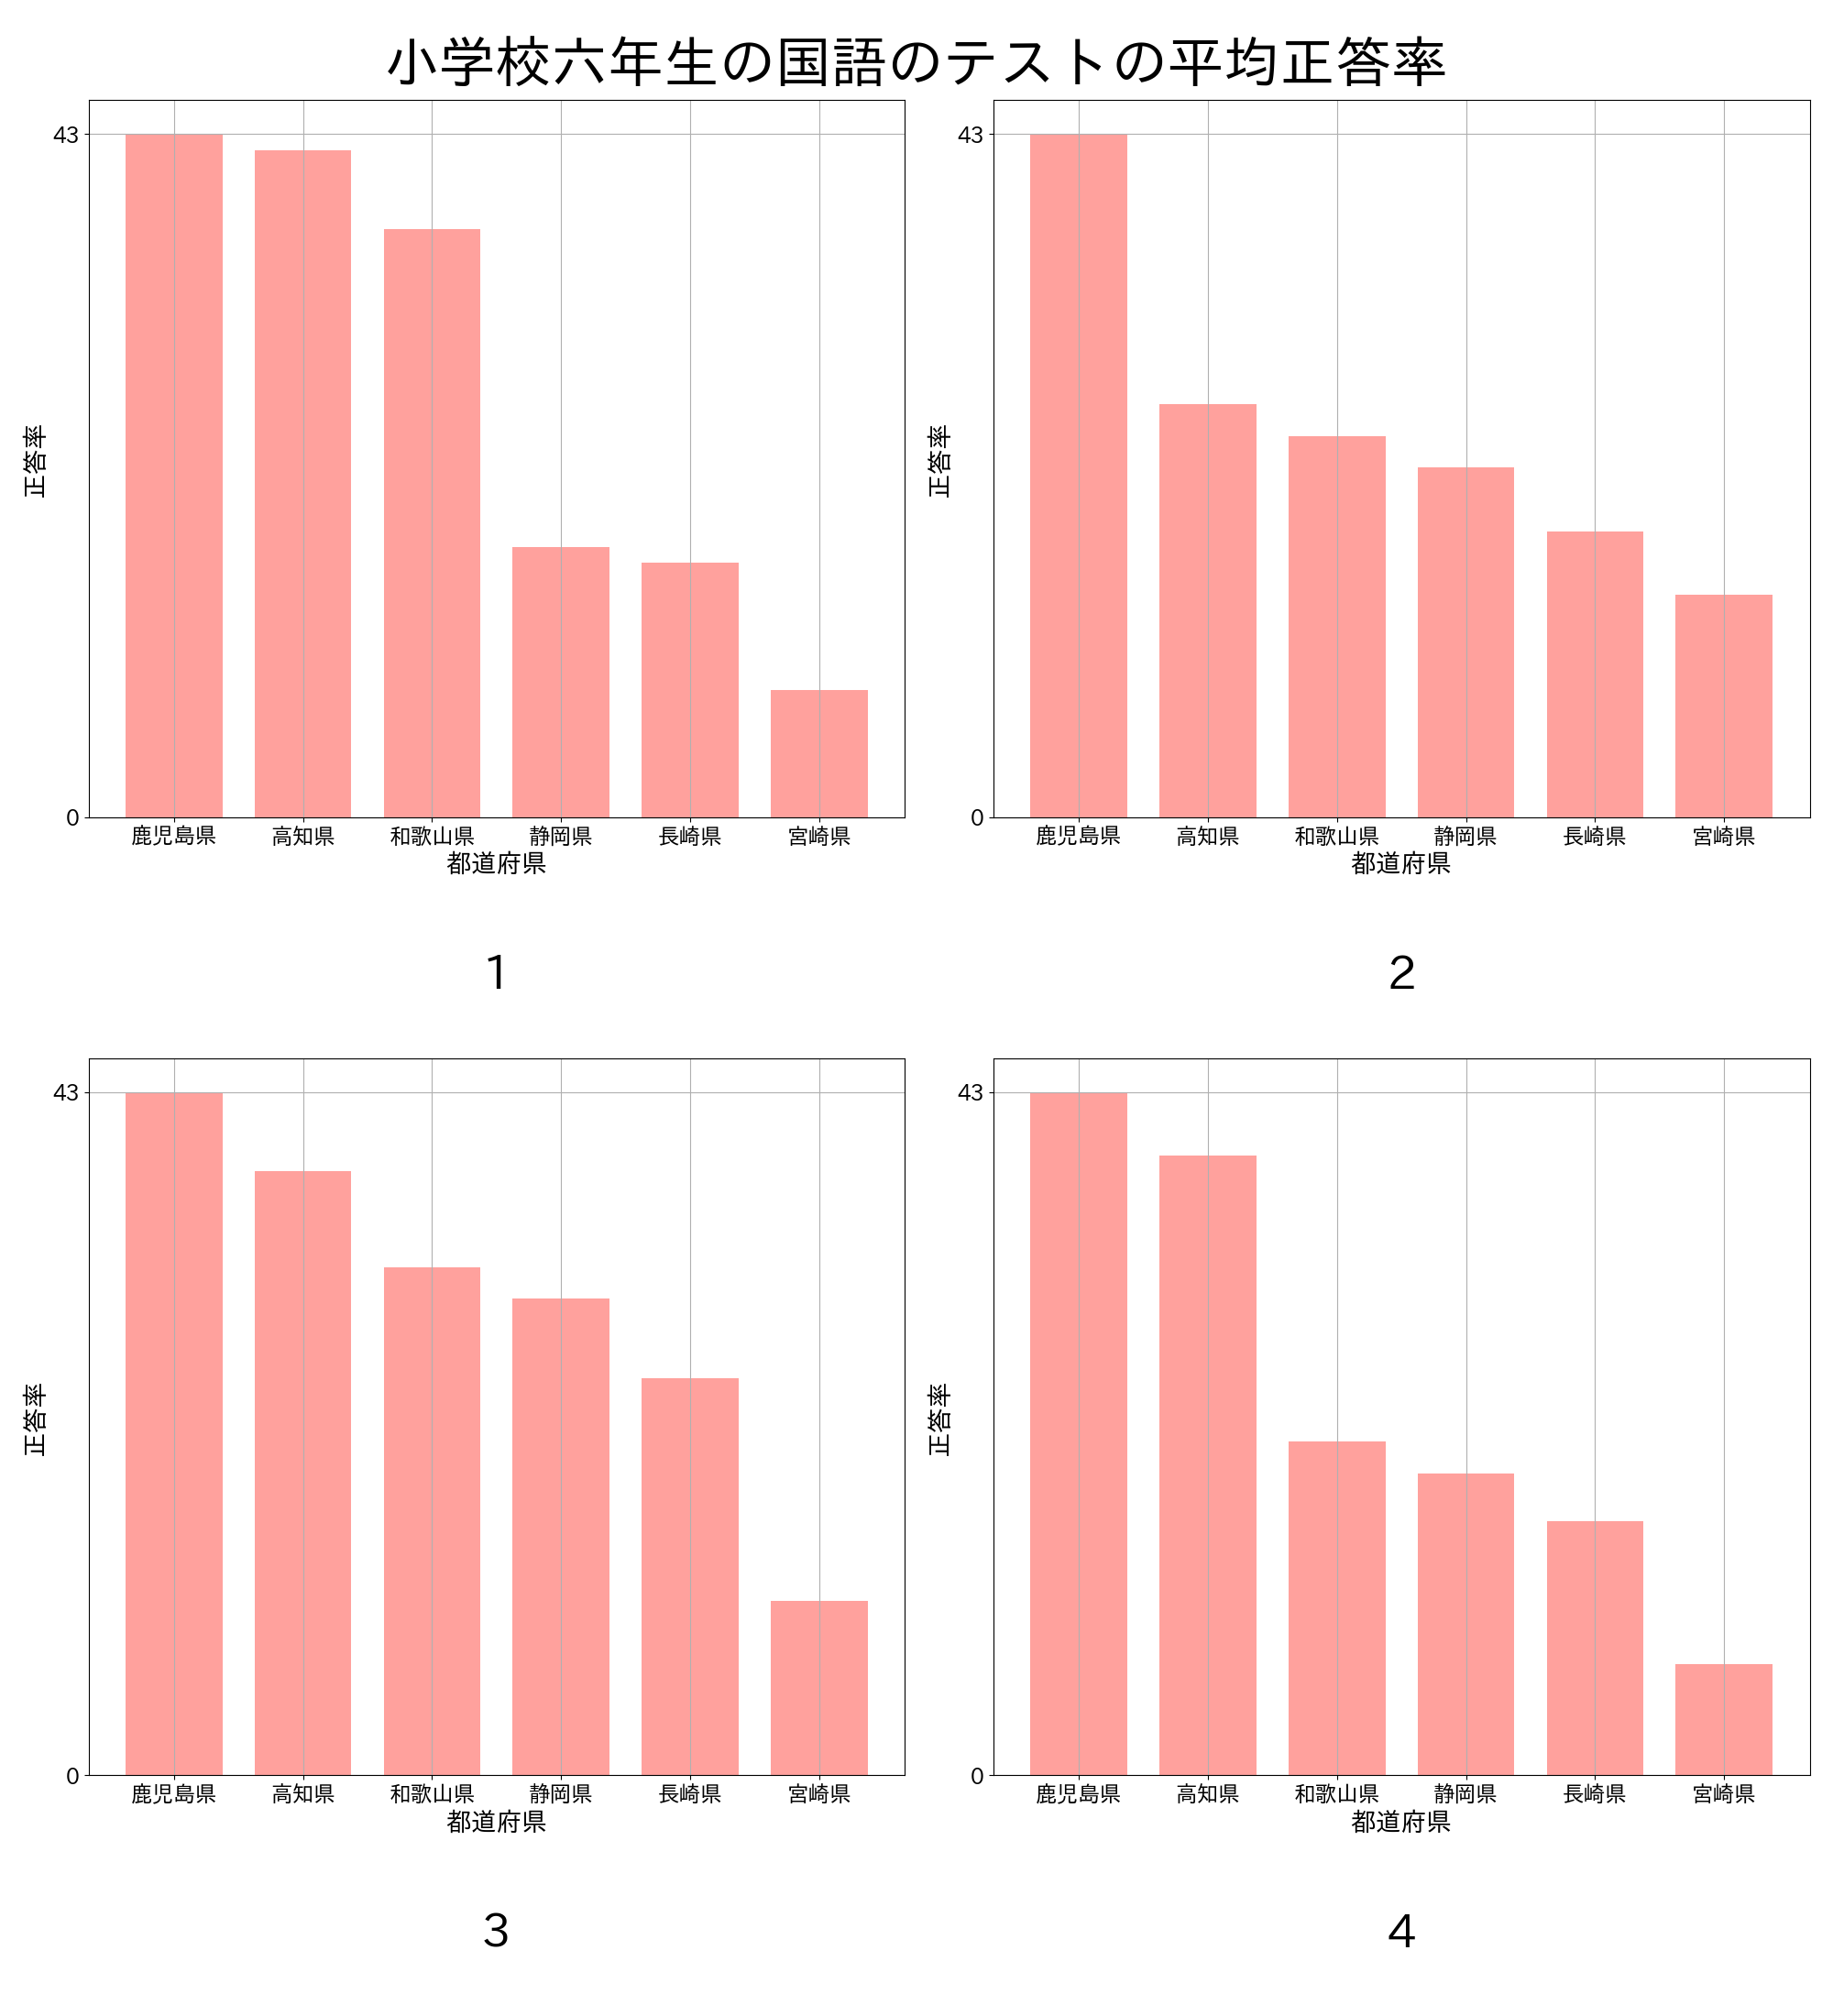 小学校六年生の国語のテストの平均正答率
43
正答率
0
鹿児島県 高知県 和歌山県 静岡県 長崎県 宮崎県
都道府県
1
43
正答率
0
鹿児島県 高知県 和歌山県 静岡県 長崎県 宮崎県
都道府県
2
43
正答率
0
鹿児島県 高知県 和歌山県 静岡県 長崎県 宮崎県
都道府県
3
43
正答率
0
鹿児島県 高知県 和歌山県 静岡県 長崎県 宮崎県
都道府県
4